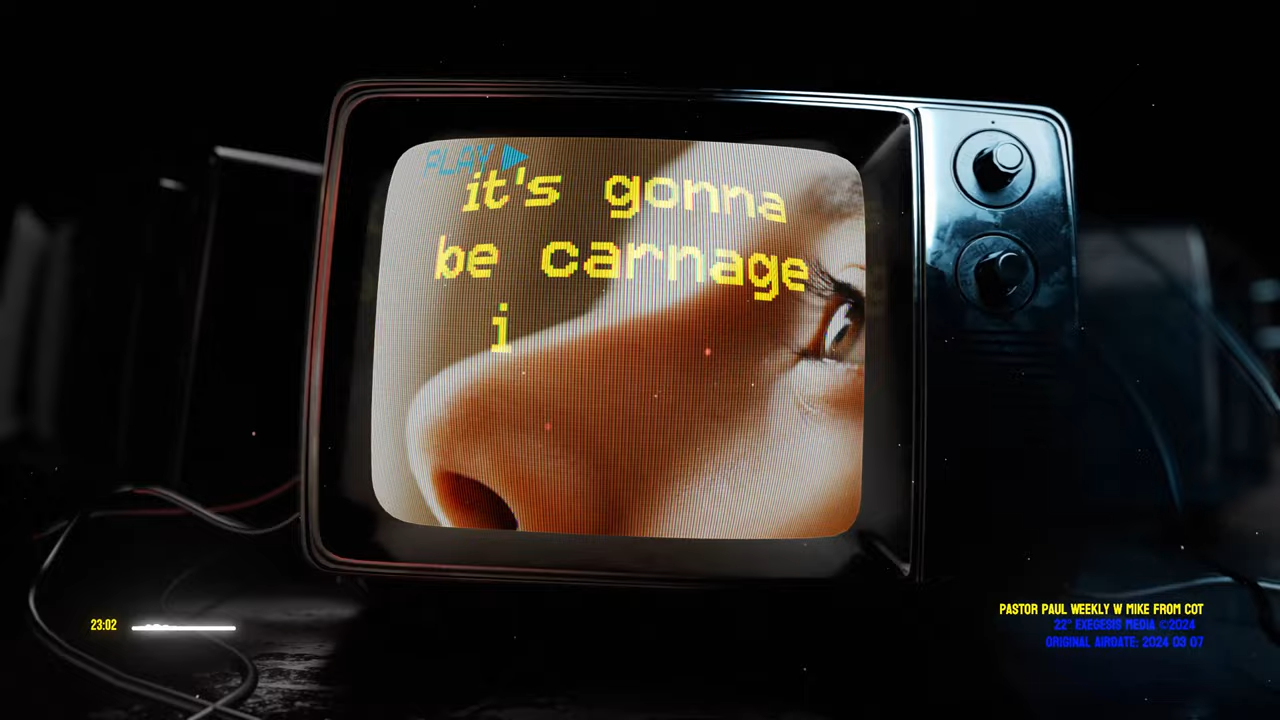 PLAY
it's gonna
be carnage
i
23:02
PASTOR PAUL WEEKLY W MIKE FROM COT
22° EXEGESIS MEDIA ©2024
ORIGINAL AIRDATE: 2024 03 07